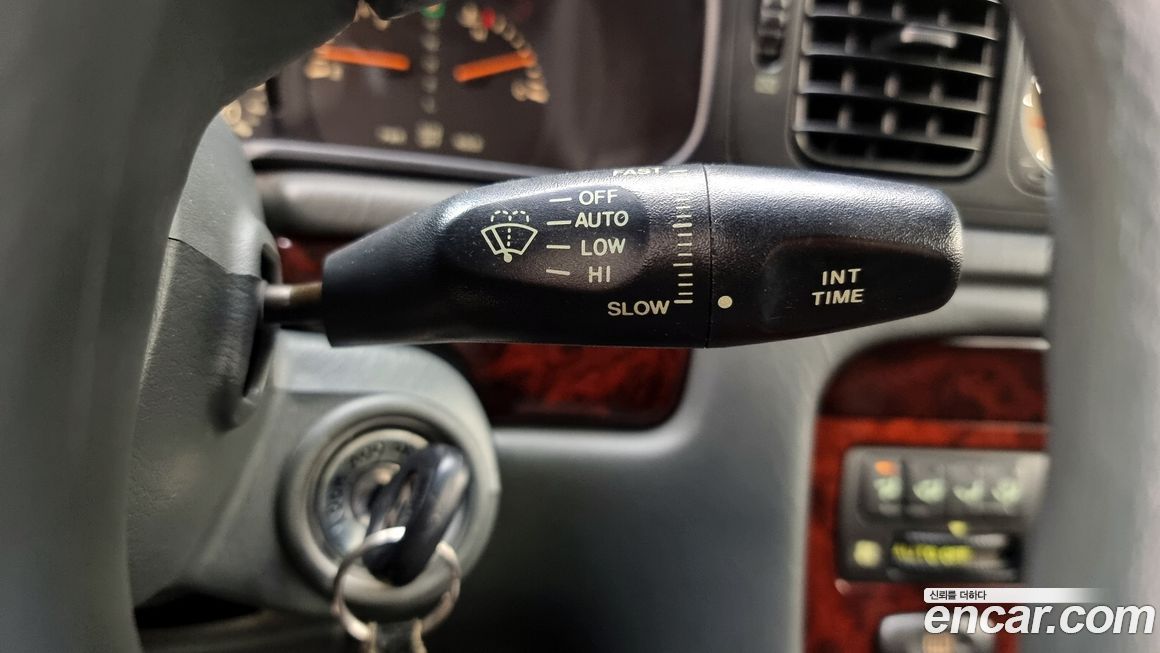 FAST
OFF
AUTO
LOW
HI
SLOW
INT
TIME
신뢰를 더하다
encar.com